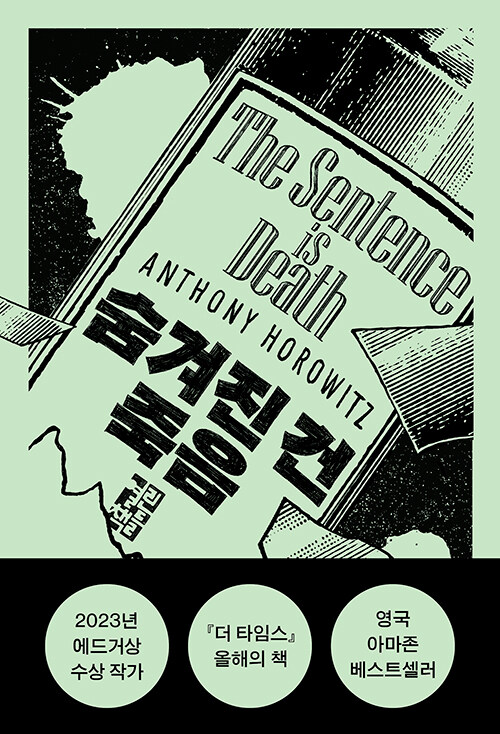 The Sentence
is
Death
ANTHONY HOROWITZ
숨겨진 건
죽음
2023년
에드거상
수상 작가
『더 타임스』
올해의 책
영국
아마존
베스트셀러